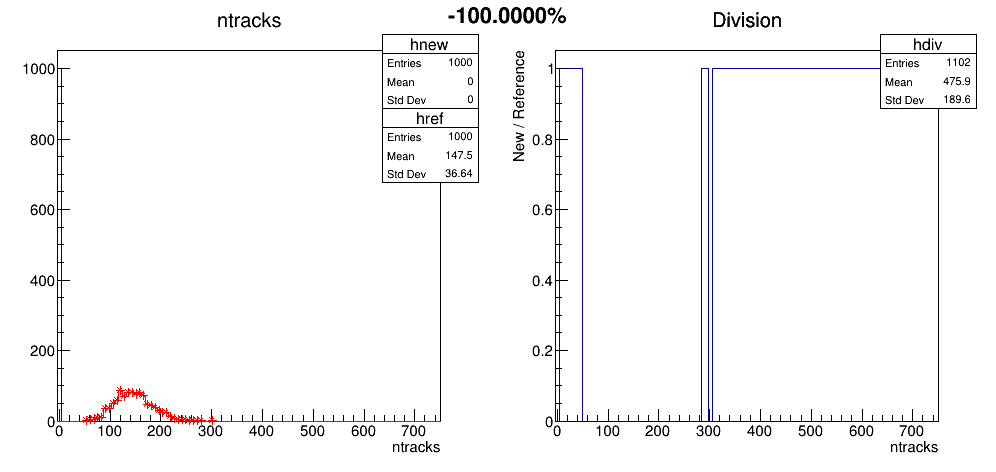 -100.0000%
ntracks
hnew
Entries 1000
Mean 0
Std Dev 0
href
Entries 1000
Mean 147.5
Std Dev 36.64
1000
800
600
400
200
0
0 100 200 300 400 500 600 700
ntracks
Division
hdiv
Entries 1102
Mean 475.9
Std Dev 189.6
New / Reference
1
0.8
0.6
0.4
0.2
0
0 100 200 300 400 500 600 700
ntracks